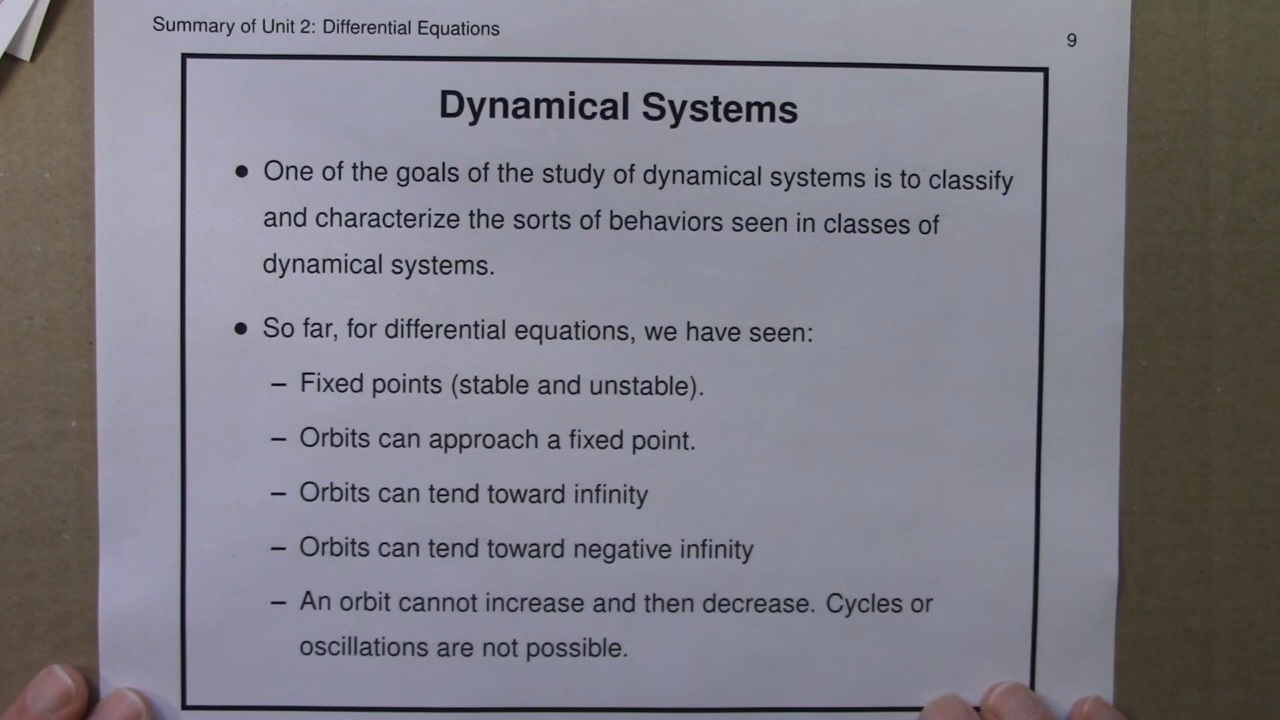 Summary of Unit 2: Differential Equations
9
Dynamical Systems
• One of the goals of the study of dynamical systems is to classify
and characterize the sorts of behaviors seen in classes of
dynamical systems.
• So far, for differential equations, we have seen:
– Fixed points (stable and unstable).
– Orbits can approach a fixed point.
– Orbits can tend toward infinity
– Orbits can tend toward negative infinity
– An orbit cannot increase and then decrease. Cycles or
oscillations are not possible.